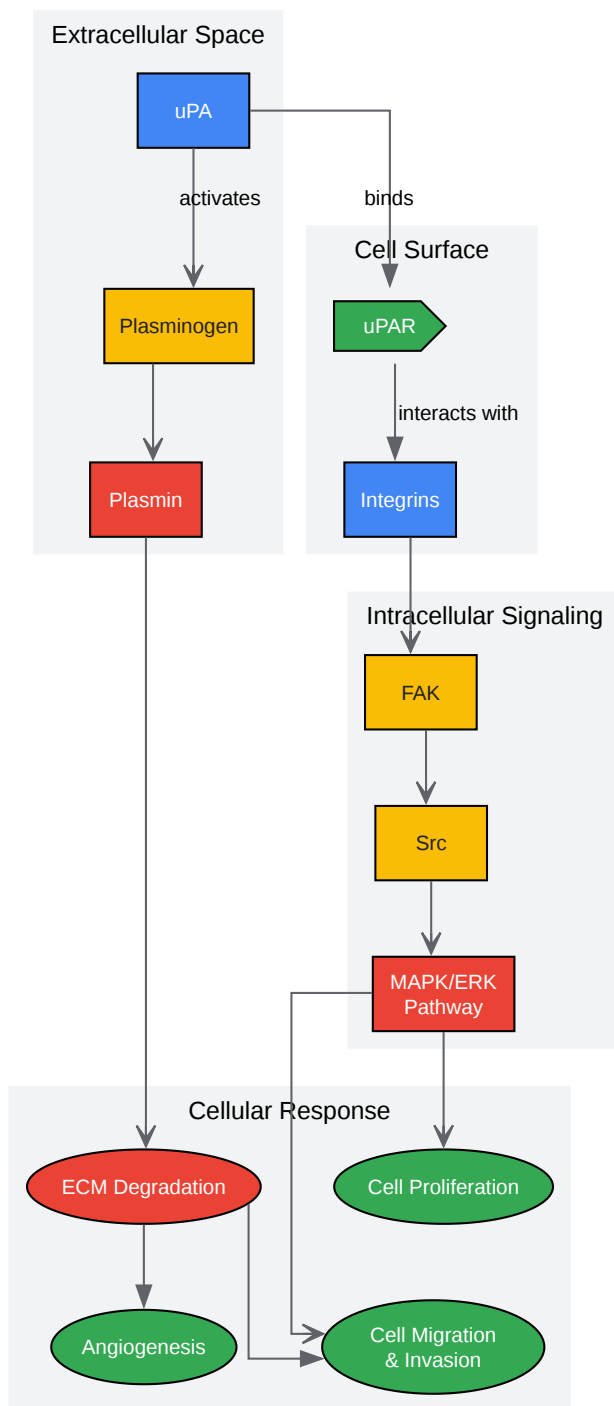 Extracellular Space
uPA
activates
binds
Cell Surface
Plasminogen
uPAR
interacts with
Plasmin
Integrins
Intracellular Signaling
FAK
Src
MAPK/ERK
Pathway
Cellular Response
ECM Degradation
Cell Proliferation
Angiogenesis
Cell Migration
& Invasion